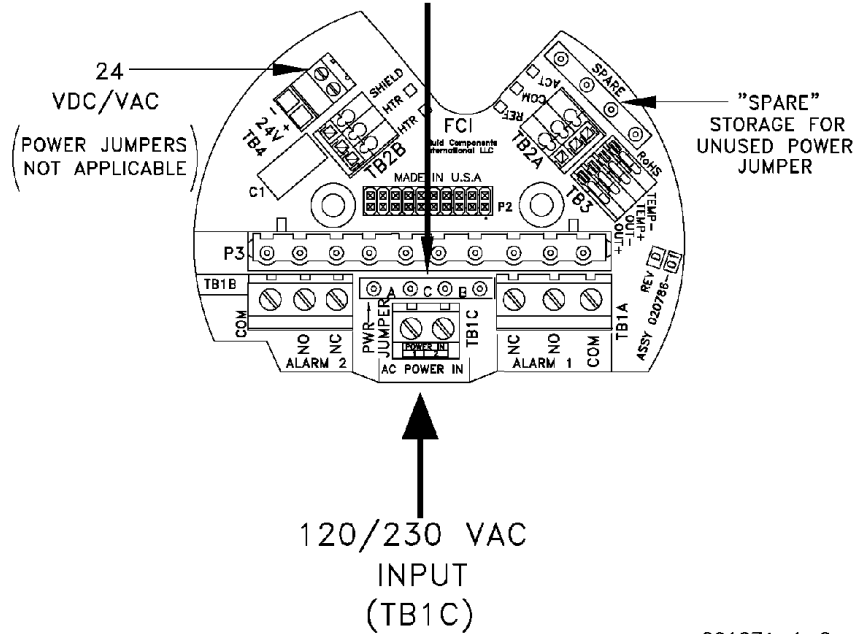 24
VDC/VAC
(POWER JUMPERS
NOT APPLICABLE)
"SPARE"
STORAGE FOR
UNUSED POWER
JUMPER
- 24V +
TB4
SHIELD
HTR
HTR
TB2B
C1
FCI
Fluid Components
International LLC
MADE IN U.S.A
P2
ACT
COM
REF
SPARE
TB2A
TB3
RoHS
TEMP-
TEMP+
OUT-
OUT+
P3
TB1B
COM
NO
NC
ALARM 2
PWR
JUMPER
A C B
TB1C
POWER IN
1 2
AC POWER IN
NC
NO
COM
ALARM 1
TB1A
REV D
ASSY 020786-01
120/230 VAC
INPUT
(TB1C)